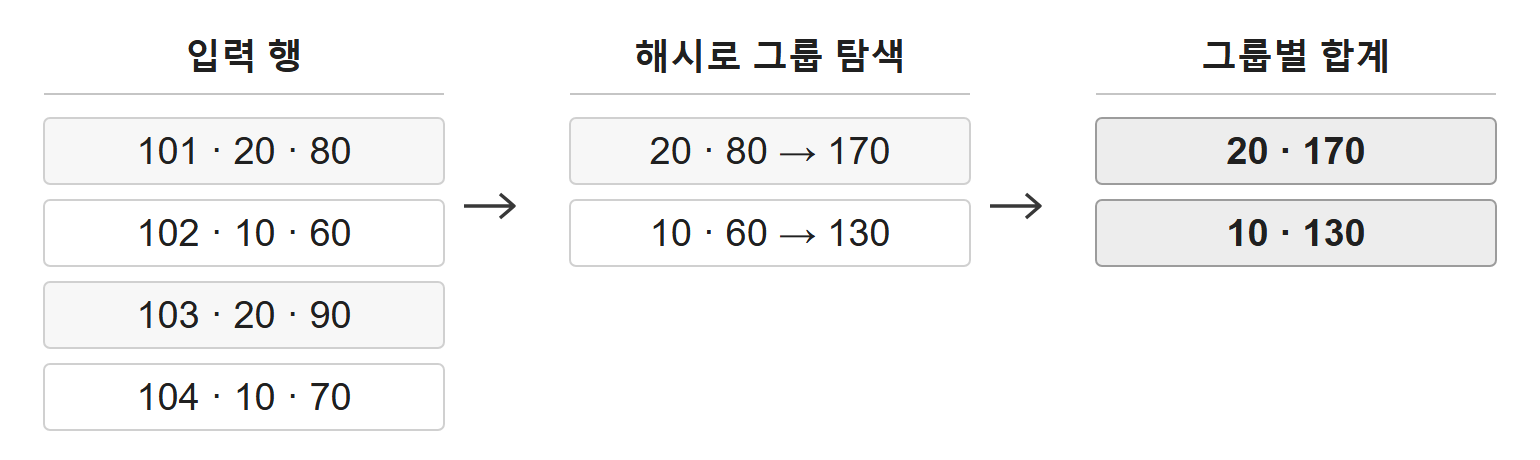 입력 행
101 · 20 · 80
102 · 10 · 60
103 · 20 · 90
104 · 10 · 70
해시로 그룹 탐색
20 · 80 → 170
10 · 60 → 130
그룹별 합계
20 · 170
10 · 130